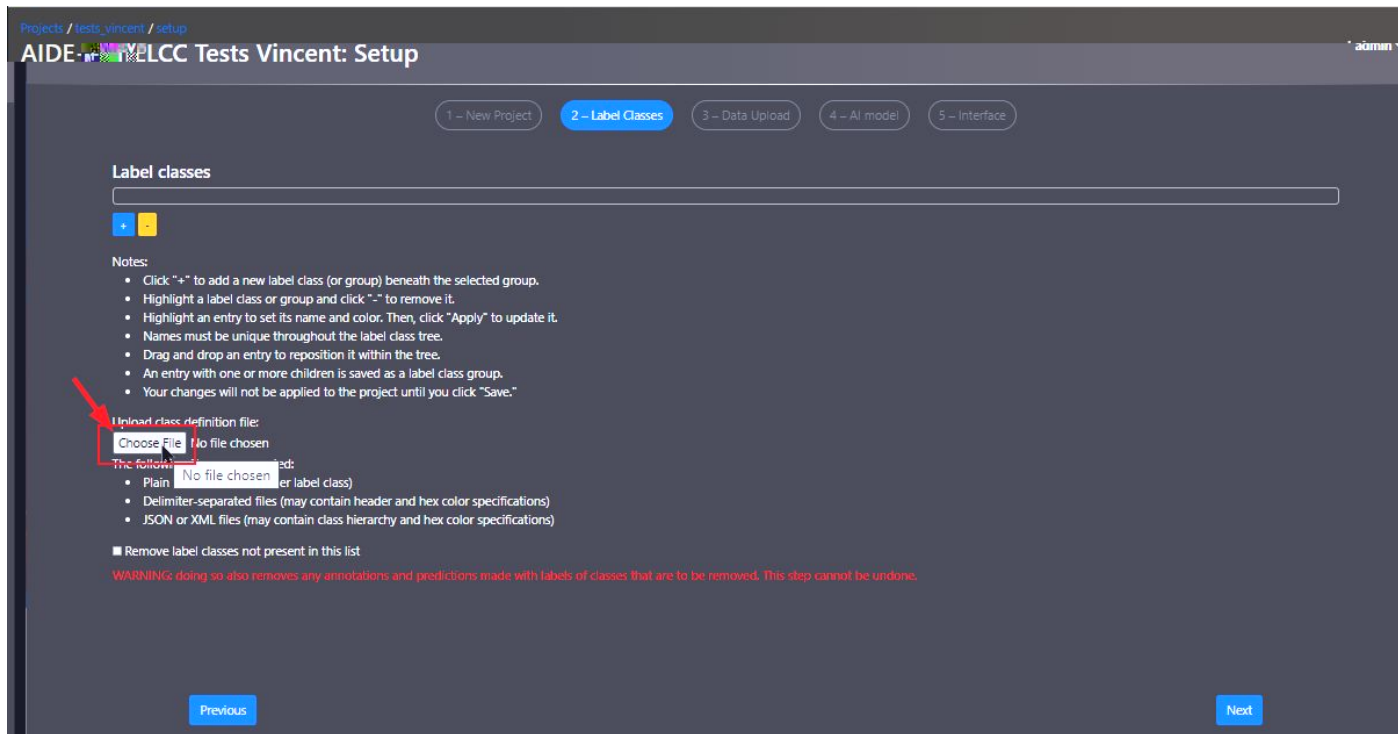 Projects / tests_vincent / setup
AIDE- ELCC Tests Vincent: Setup
admin
1 – New Project
2 – Label Classes
3 – Data Upload
4 – AI model
5 – Interface
Label classes
+ -
Notes:
• Click "+" to add a new label class (or group) beneath the selected group.
• Highlight a label class or group and click "-" to remove it.
• Highlight an entry to set its name and color. Then, click "Apply" to update it.
• Names must be unique throughout the label class tree.
• Drag and drop an entry to reposition it within the tree.
• An entry with one or more children is saved as a label class group.
• Your changes will not be applied to the project until you click "Save."
Upload class definition file:
Choose File No file chosen
The ed:
No file chosen
• Plain er label class)
• Delimiter-separated files (may contain header and hex color specifications)
• JSON or XML files (may contain class hierarchy and hex color specifications)
Remove label classes not present in this list
WARNING: doing so also removes any annotations and predictions made with labels of classes that are to be removed. This step cannot be undone.
Previous
Next